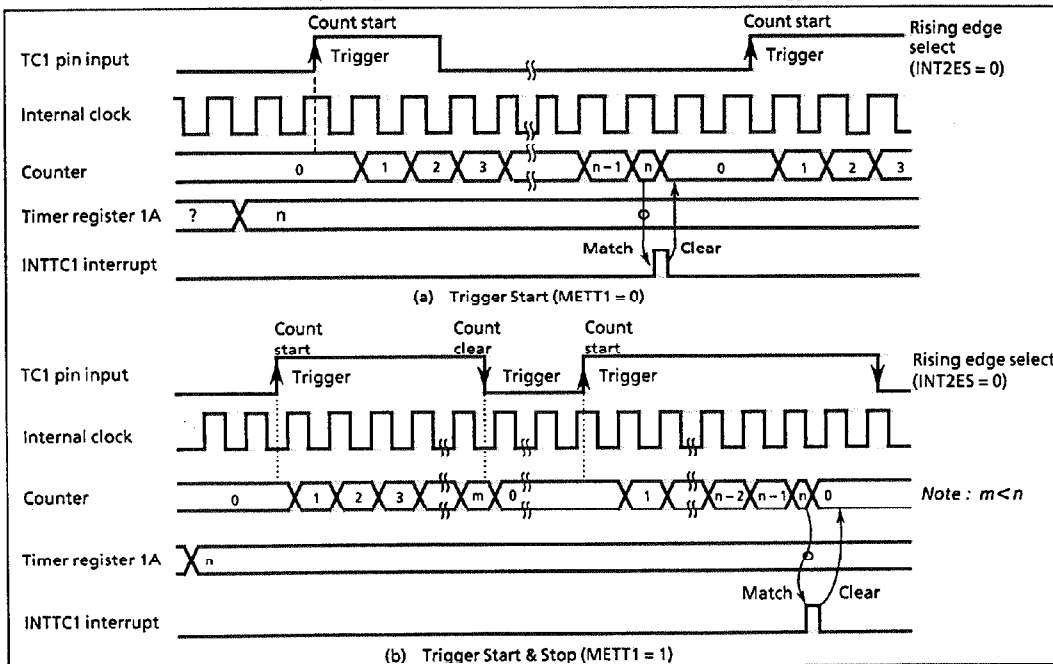 Count start
Count start
Rising edge
select
(INT2ES = 0)
TC1 pin input
Trigger
Trigger
Internal clock
Counter
0
1
2
3
n-1
n
0
1
2
3
Timer register 1A
?
n
Match
Clear
INTTC1 interrupt
(a) Trigger Start (METT1 = 0)
Count
start
Count
clear
Count
start
TC1 pin input
Trigger
Trigger
Trigger
Rising edge select
(INT2ES = 0)
Internal clock
Counter
0
1
2
3
m
0
1
n-2
n-1
n
0
Note : m<n
Timer register 1A
n
Match
Clear
INTTC1 interrupt
(b) Trigger Start & Stop (METT1 = 1)